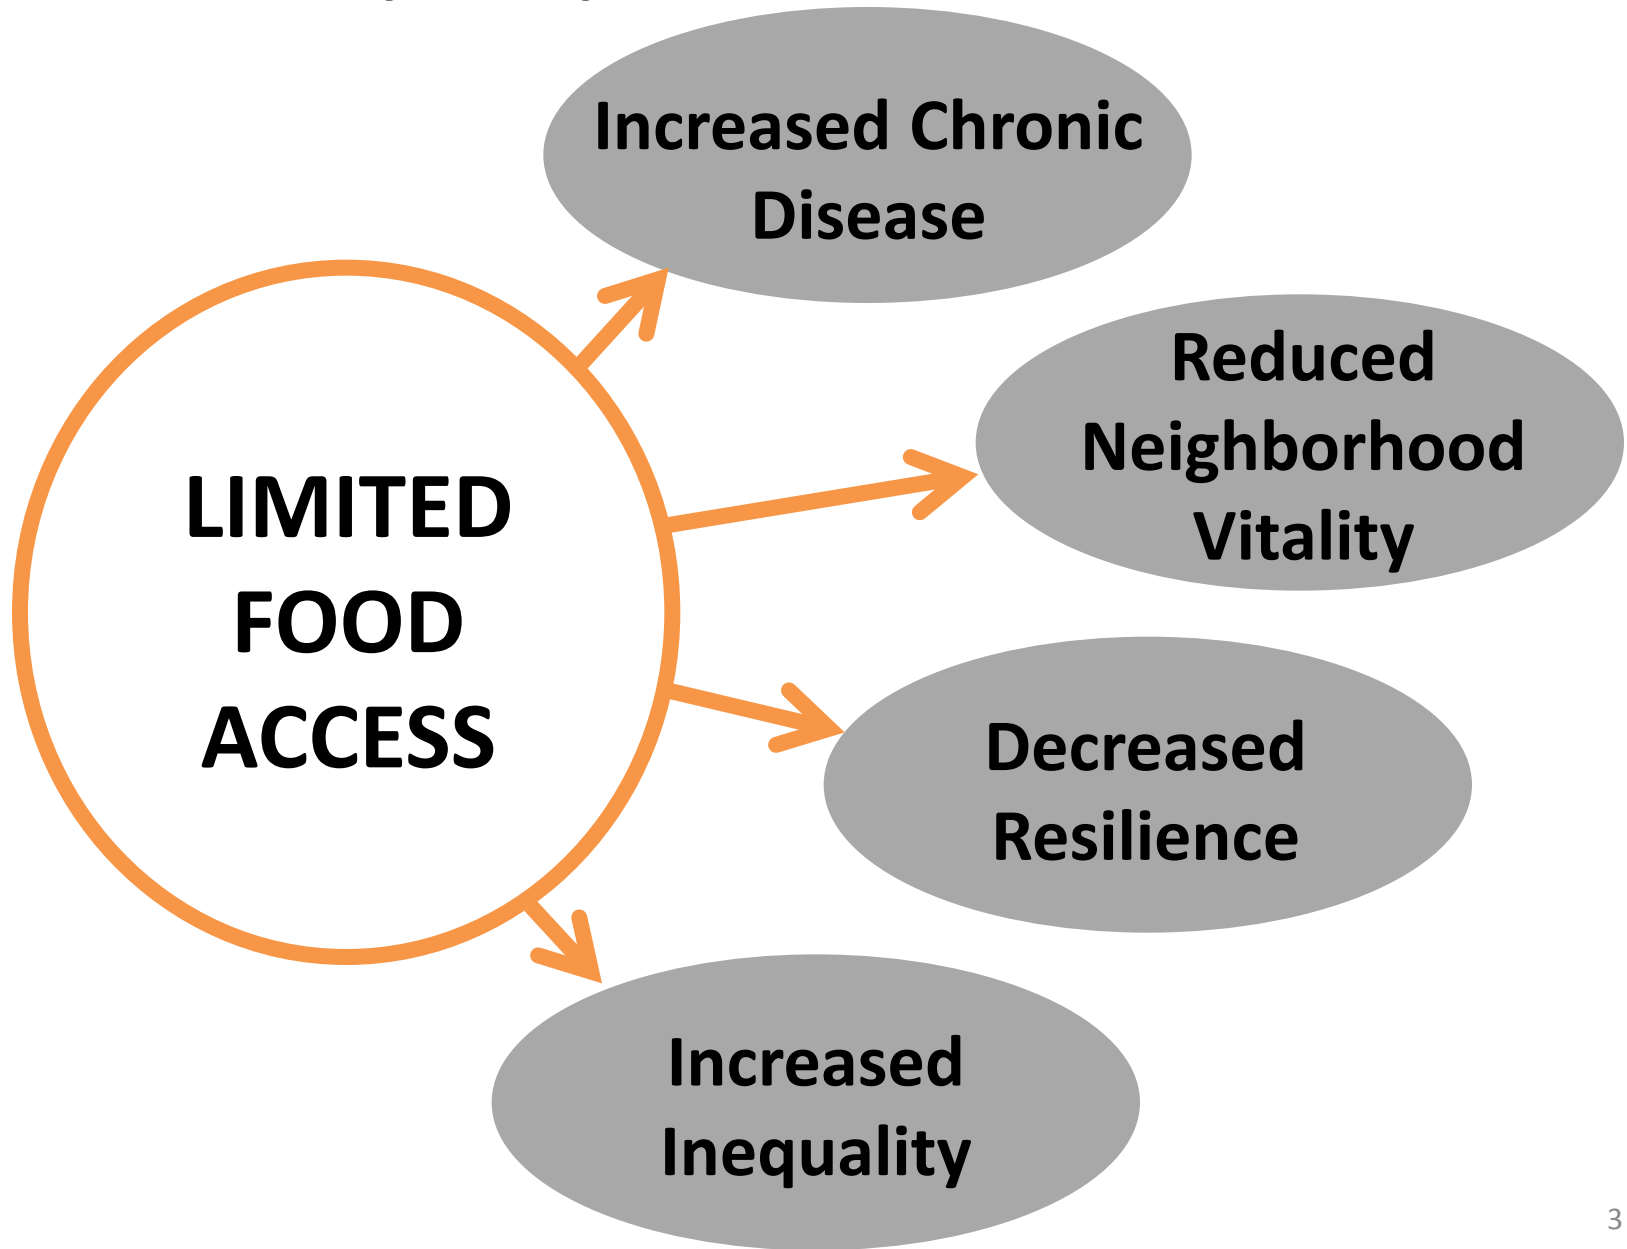 Increased Chronic
Disease
Reduced
Neighborhood
Vitality
LIMITED
FOOD
ACCESS
Decreased
Resilience
Increased
Inequality
3